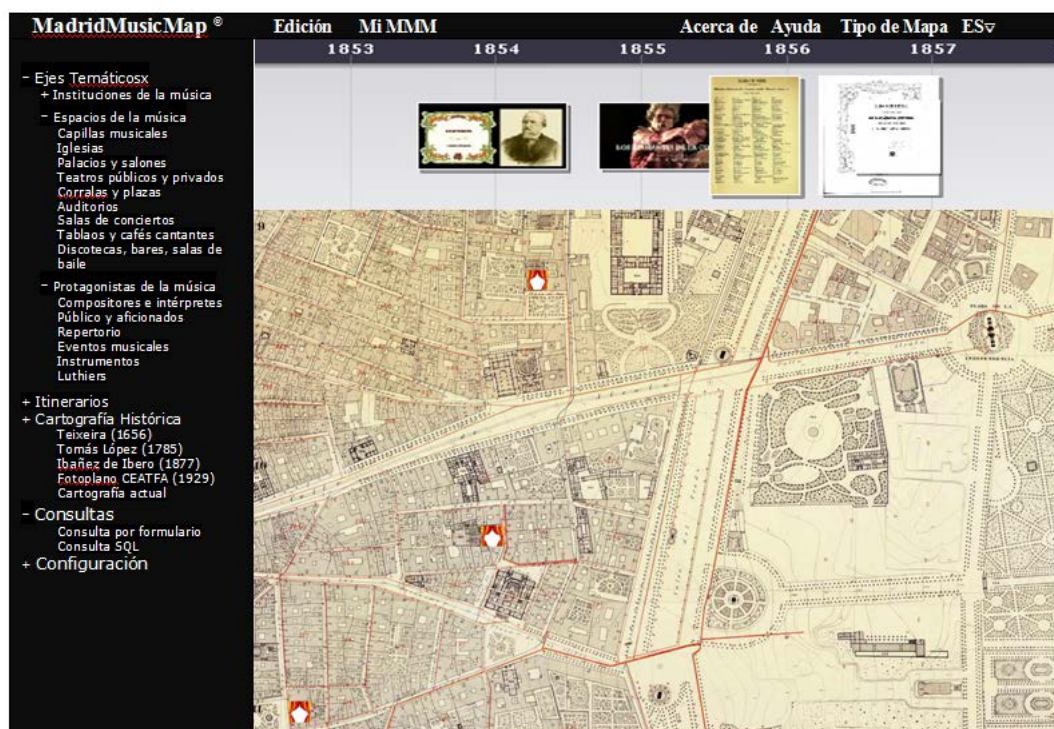 MadridMusicMap ©
Edición Mi MMM Acerca de Ayuda Tipo de Mapa ES▿
1853 1854 1855 1856 1857
− Ejes Temáticosx
+ Instituciones de la música
− Espacios de la música
Capillas musicales
Iglesias
Palacios y salones
Teatros públicos y privados
Corralas y plazas
Auditorios
Salas de conciertos
Tablaos y cafés cantantes
Discotecas, bares, salas de
baile
− Protagonistas de la música
Compositores e intérpretes
Público y aficionados
Repertorio
Eventos musicales
Instrumentos
Luthiers
+ Itinerarios
+ Cartografía Histórica
Teixeira (1656)
Tomás López (1785)
Ibañez de Ibero (1877)
Fotoplano CEATFA (1929)
Cartografía actual
− Consultas
Consulta por formulario
Consulta SQL
+ Configuración
PLAZA DE LA
INDEPENDENCIA